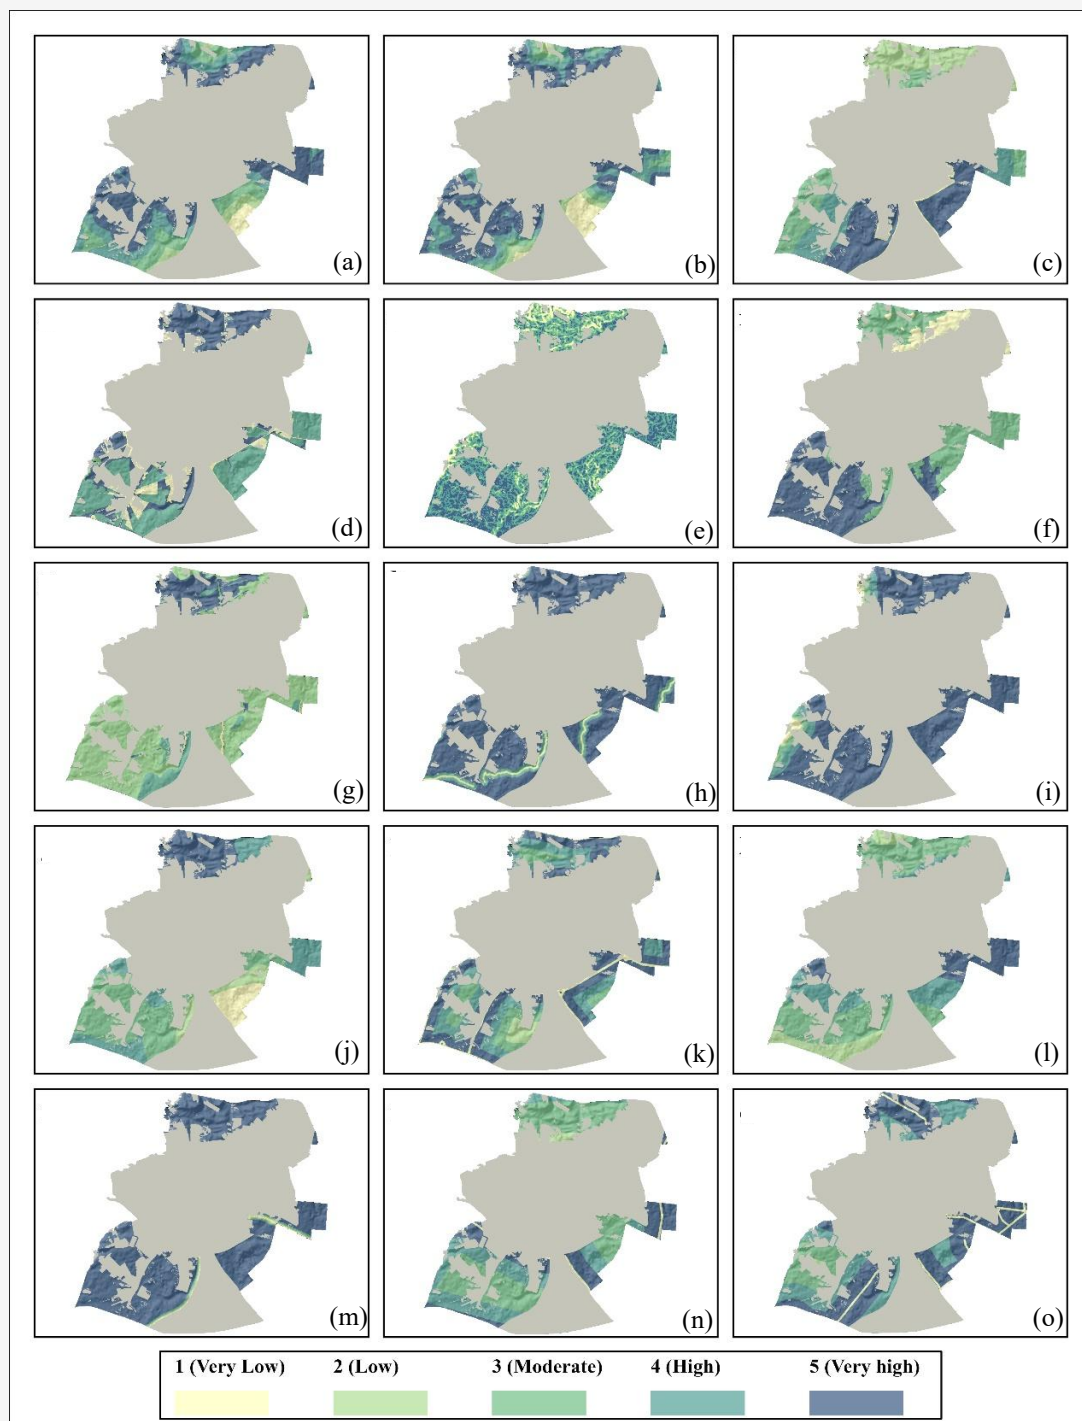 (a) (b) (c)
(d) (e) (f)
(g) (h) (i)
(j) (k) (l)
(m) (n) (o)
1 (Very Low) 2 (Low) 3 (Moderate) 4 (High) 5 (Very high)